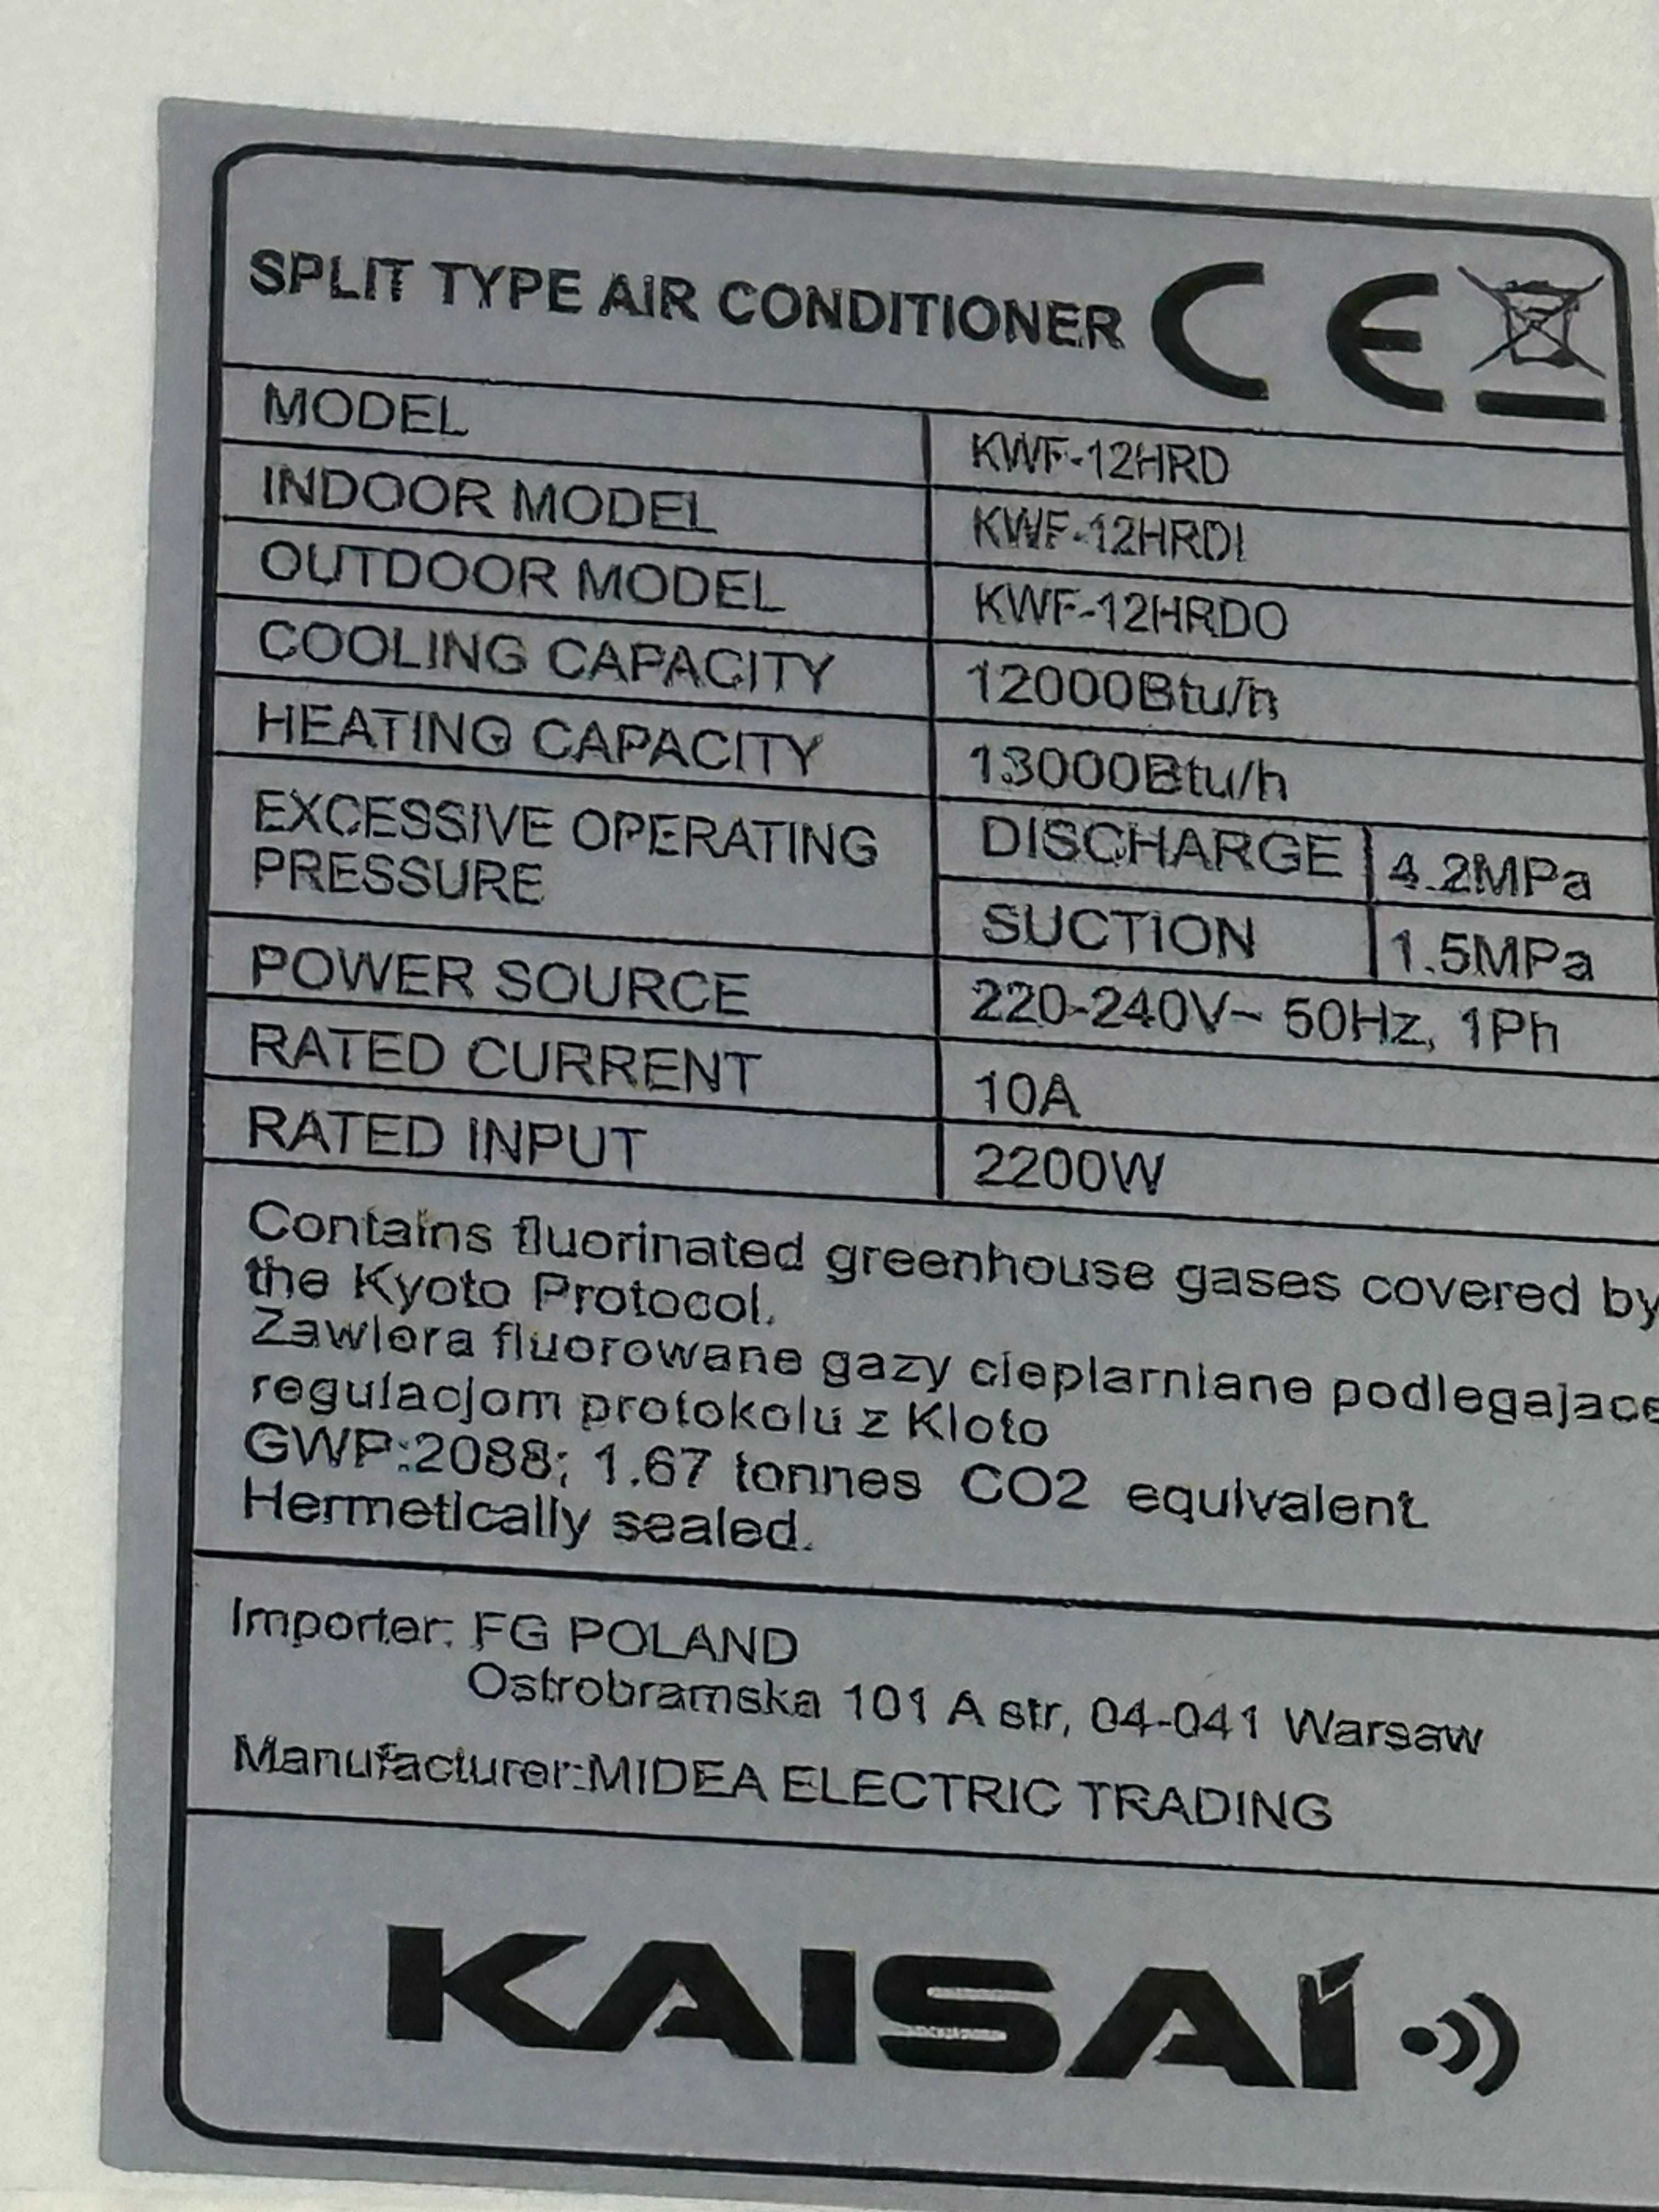 SPLIT TYPE AIR CONDITIONER CE
MODEL KWF-12HRD
INDOOR MODEL KWF-12HRDI
OUTDOOR MODEL KWF-12HRDO
COOLING CAPACITY 12000Btu/h
HEATING CAPACITY 13000Btu/h
EXCESSIVE OPERATING PRESSURE DISCHARGE 4.2MPa
SUCTION 1.5MPa
POWER SOURCE 220-240V~ 50Hz, 1Ph
RATED CURRENT 10A
RATED INPUT 2200W
Contains fluorinated greenhouse gases covered by
the Kyoto Protocol.
Zawiera fluorowane gazy cieplarniane podlegajace
regulacjom protokolu z Kioto
GWP:2088; 1.67 tonnes CO2 equivalent
Hermetically sealed.
Importer: FG POLAND
Ostrobramska 101 A str, 04-041 Warsaw
Manufacturer:MIDEA ELECTRIC TRADING
KAISAI